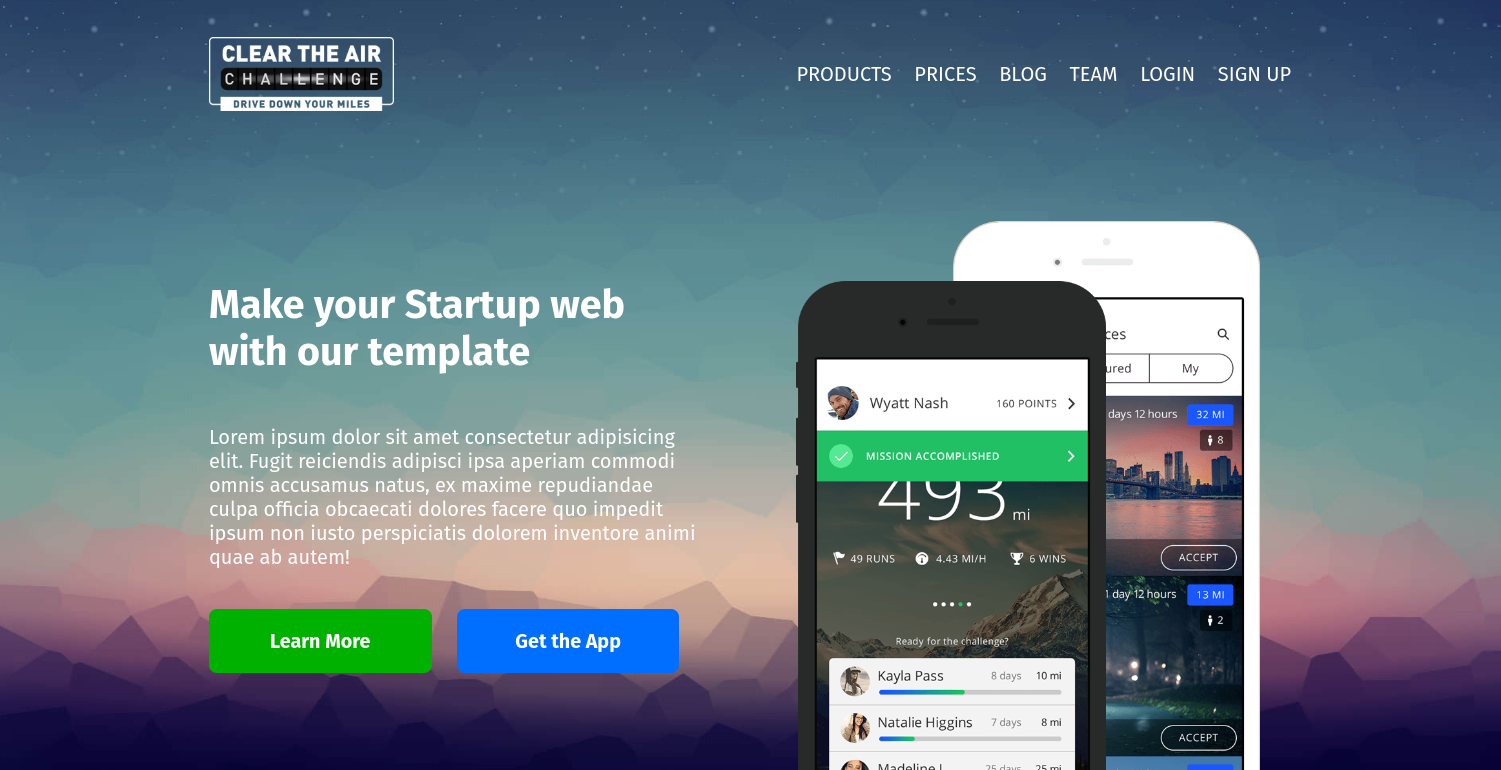 CLEAR THE AIR
CHALLENGE
DRIVE DOWN YOUR MILES
PRODUCTS PRICES BLOG TEAM LOGIN SIGN UP
Make your Startup web
with our template
Lorem ipsum dolor sit amet consectetur adipisicing
elit. Fugit reiciendis adipisci ipsa aperiam commodi
omnis accusamus natus, ex maxime repudiandae
culpa officia obcaecati dolores facere quo impedit
ipsum non iusto perspiciatis dolorem inventore animi
quae ab autem!
Learn More
Get the App
Wyatt Nash 160 POINTS
MISSION ACCOMPLISHED
493 mi
49 RUNS 4.43 MI/H 6 WINS
Ready for the challenge?
Kayla Pass 8 days 10 mi
Natalie Higgins 7 days 8 mi
Madeline L 25 days 25 mi
ces
ured My
days 12 hours 32 MI
8
ACCEPT
1 day 12 hours 13 MI
2
ACCEPT